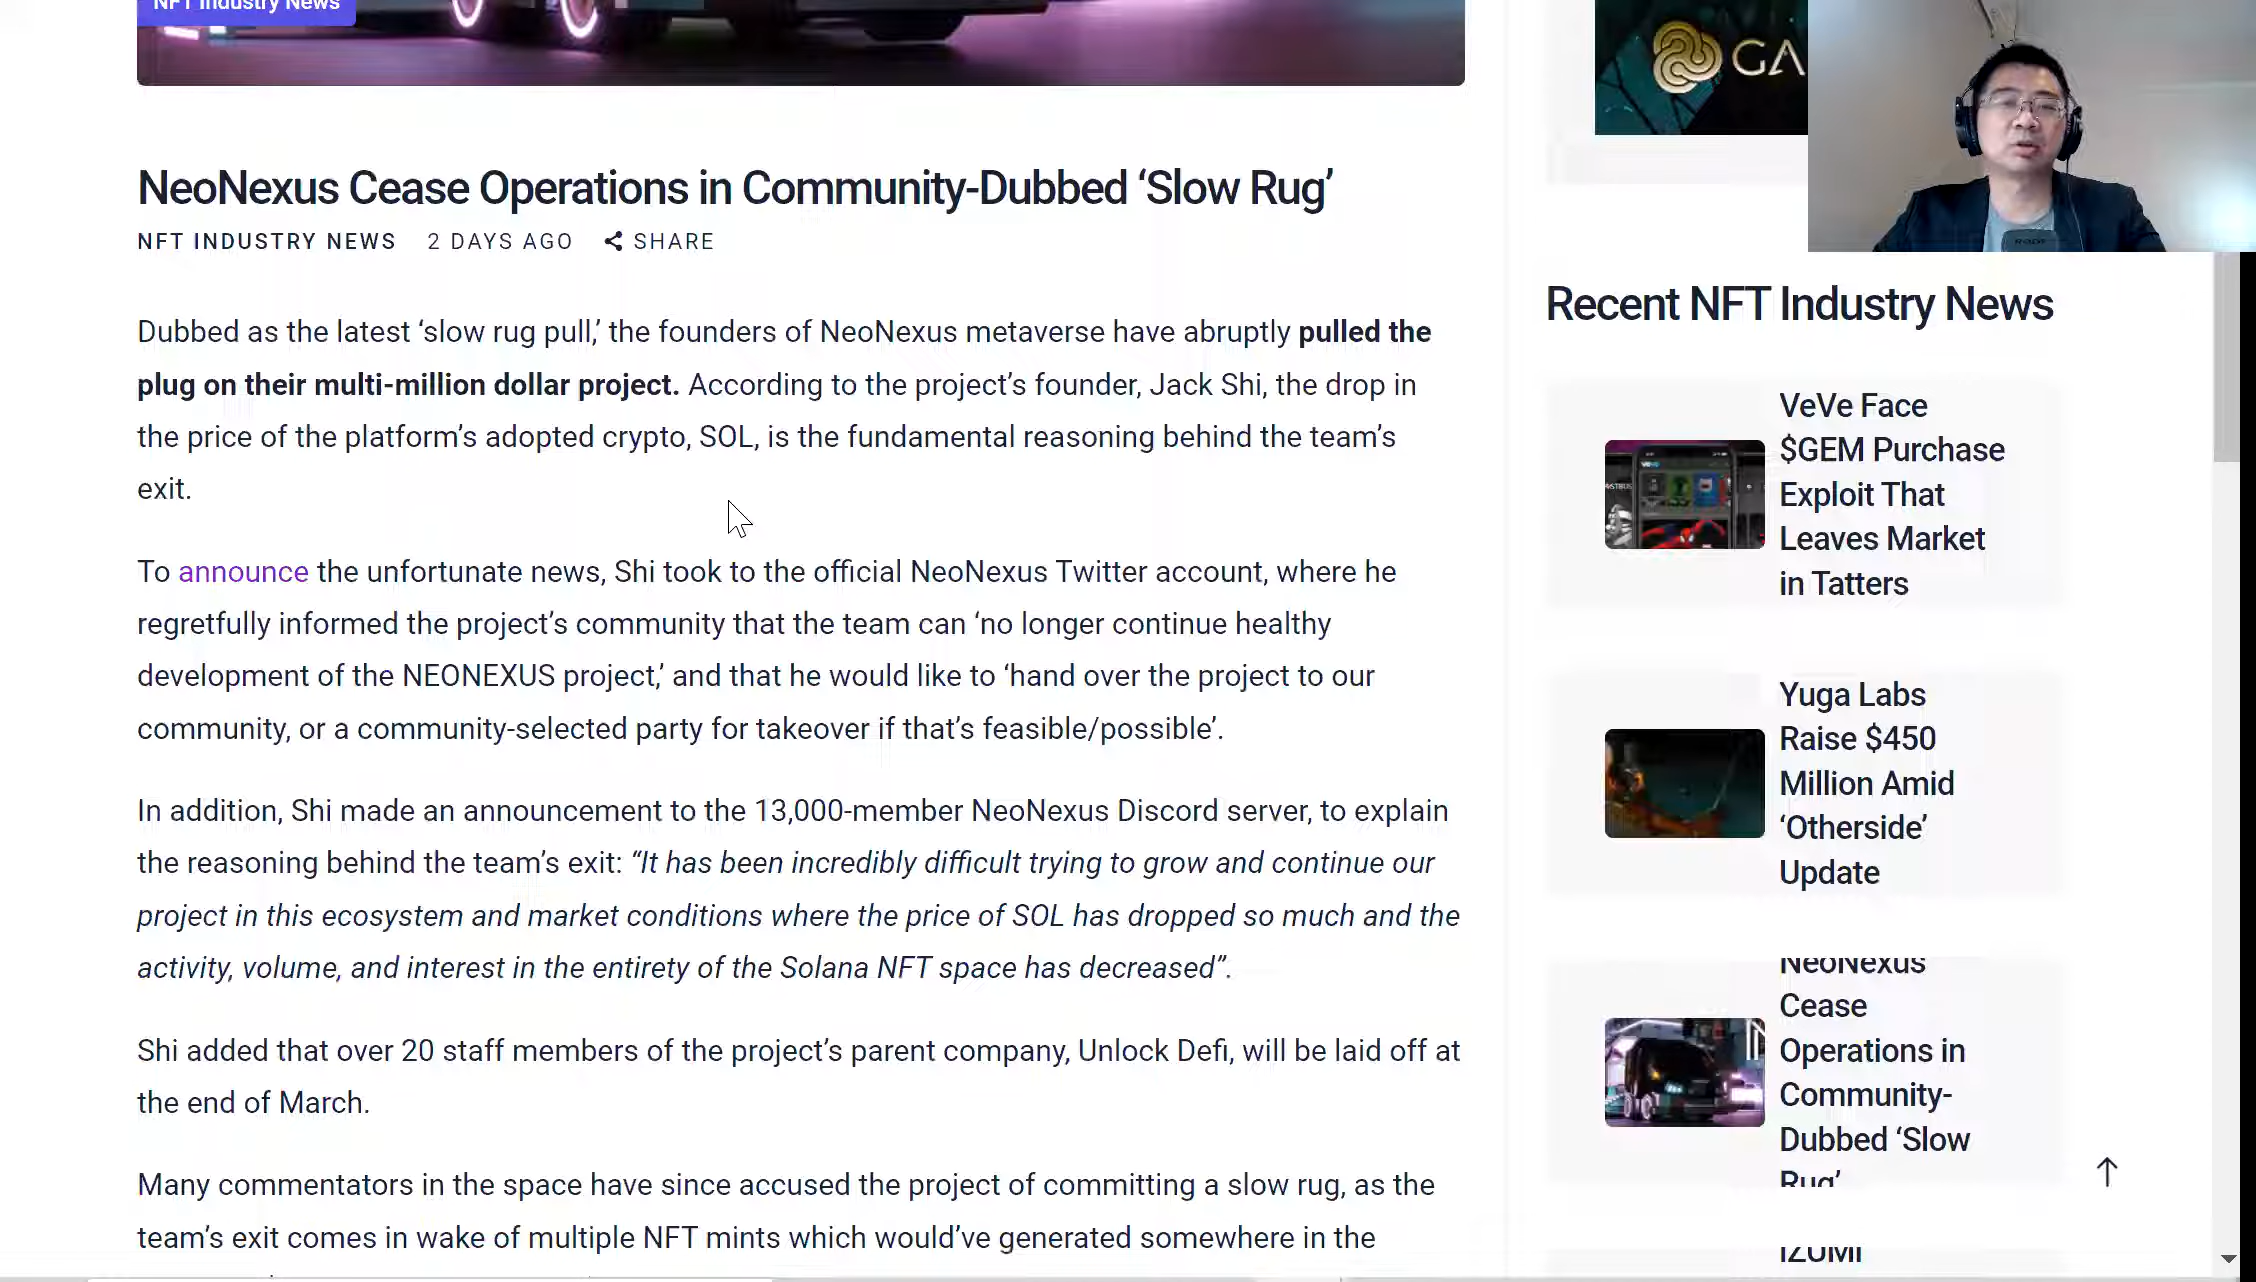 NFT Industry News
GA
NeoNexus Cease Operations in Community-Dubbed ‘Slow Rug’
NFT INDUSTRY NEWS 2 DAYS AGO SHARE
Dubbed as the latest ‘slow rug pull,’ the founders of NeoNexus metaverse have abruptly pulled the
plug on their multi-million dollar project. According to the project’s founder, Jack Shi, the drop in
the price of the platform’s adopted crypto, SOL, is the fundamental reasoning behind the team’s
exit.
To announce the unfortunate news, Shi took to the official NeoNexus Twitter account, where he
regretfully informed the project’s community that the team can ‘no longer continue healthy
development of the NEONEXUS project,’ and that he would like to ‘hand over the project to our
community, or a community-selected party for takeover if that’s feasible/possible’.
In addition, Shi made an announcement to the 13,000-member NeoNexus Discord server, to explain
the reasoning behind the team’s exit: “It has been incredibly difficult trying to grow and continue our
project in this ecosystem and market conditions where the price of SOL has dropped so much and the
activity, volume, and interest in the entirety of the Solana NFT space has decreased”.
Shi added that over 20 staff members of the project’s parent company, Unlock Defi, will be laid off at
the end of March.
Many commentators in the space have since accused the project of committing a slow rug, as the
team’s exit comes in wake of multiple NFT mints which would’ve generated somewhere in the
Recent NFT Industry News
VeVe Face
$GEM Purchase
Exploit That
Leaves Market
in Tatters
Yuga Labs
Raise $450
Million Amid
‘Otherside’
Update
NeoNexus
Cease
Operations in
Community-
Dubbed ‘Slow
Rug’
IZUMI